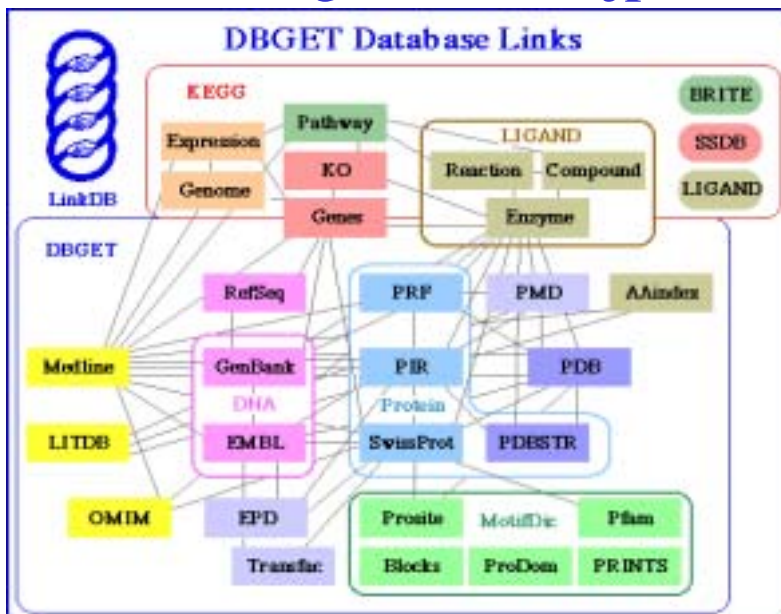 DBGET Database Links
KEGG
BRITE
Pathway
LIGAND
Expression
SSDB
KO
Reaction Compound
LinkDB
Genome
LIGAND
Genes
Enzyme
DBGET
RefSeq PRF PMD AAindex
Medline GenBank PIR PDB
DNA Protein
LITDB EMBL SwissProt PDBSTR
OMIM EPD Prosite MotifDic Pfam
Transfac Blocks ProDom PRINTS